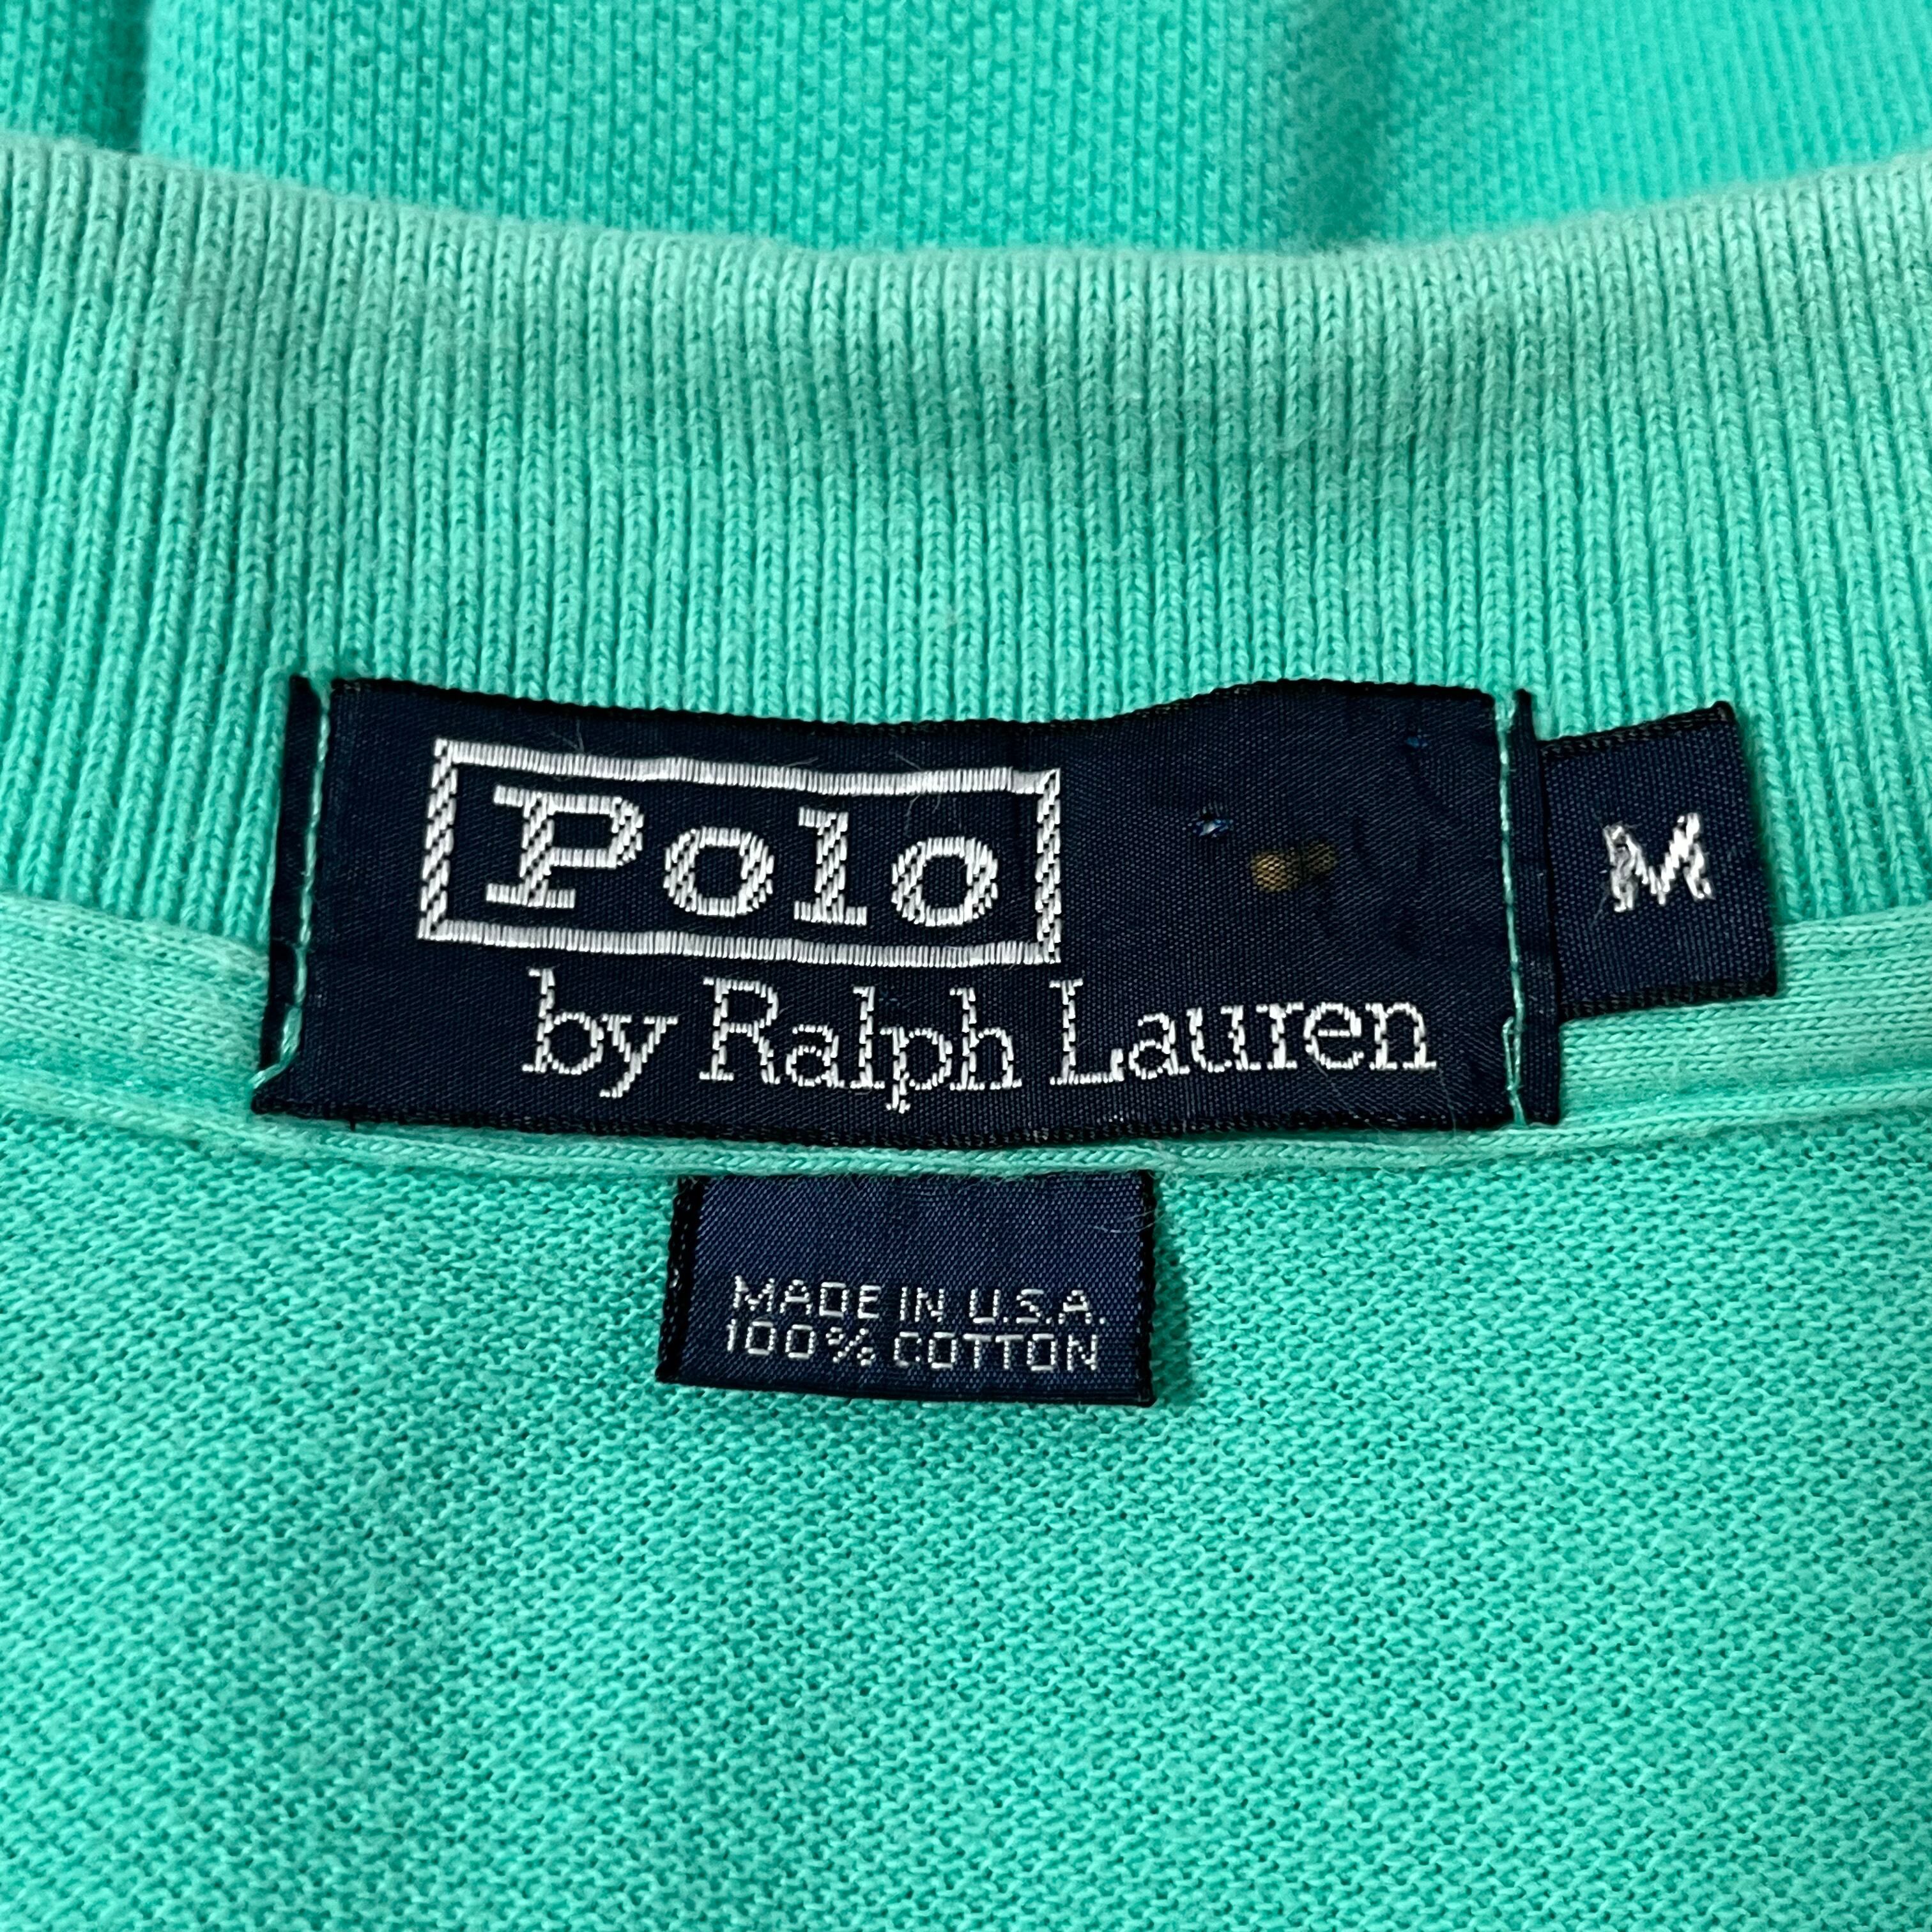 Polo
by Ralph Lauren
M
MADE IN U.S.A.
100% COTTON